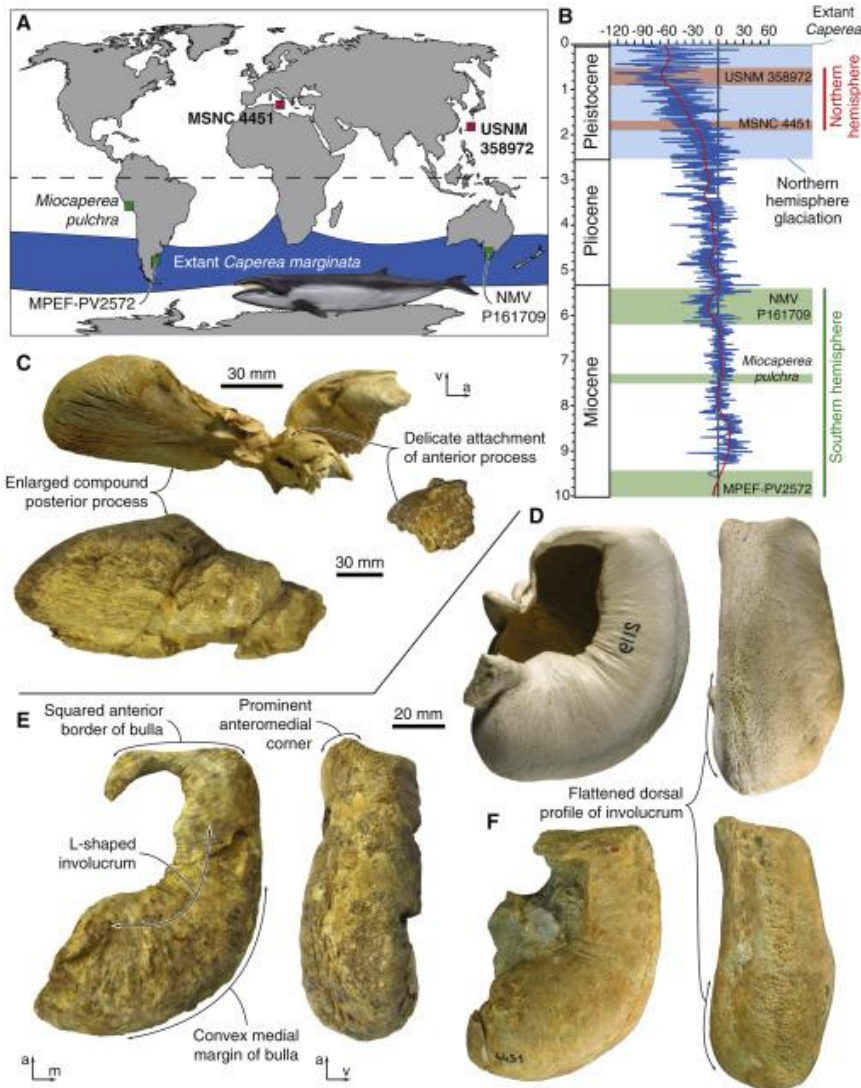 A
MSNC 4451
USNM
358972
Miocaperea
pulchra
Extant Caperea marginata
MPEF-PV2572
NMV
P161709
B
Extant
Caperea
-120 -90 -60 -30 0 30 60
0
1
2
3
4
5
6
7
8
9
10
Pleistocene
Pliocene
Miocene
USNM 358972
MSNC 4451
Northern
hemisphere
Northern
hemisphere
glaciation
NMV
P161709
Miocaperea
pulchra
MPEF-PV2572
Southern hemisphere
C
30 mm
v
a
Delicate attachment
of anterior process
Enlarged compound
posterior process
30 mm
D
2119
E
Squared anterior
border of bulla
Prominent
anteromedial
corner
20 mm
L-shaped
involucrum
Flattened dorsal
profile of involucrum
Convex medial
margin of bulla
a
m
a
v
F
4451